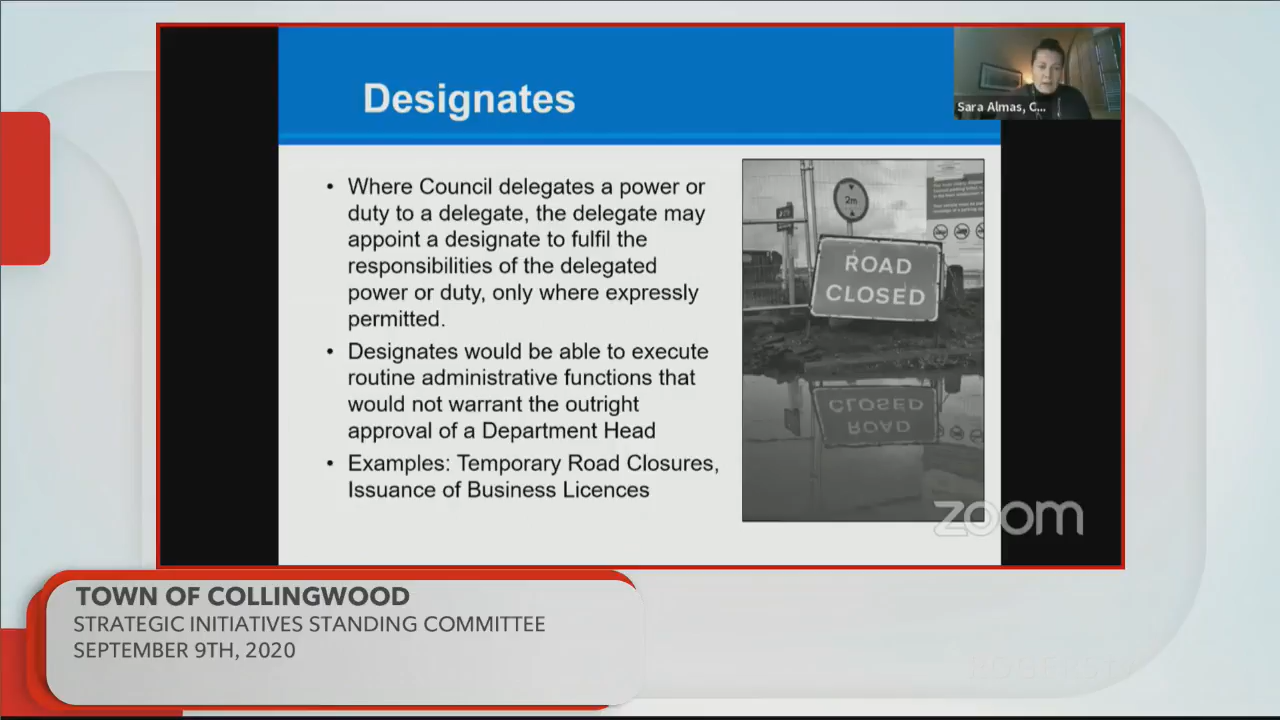 Designates
Sara Almas, C...
• Where Council delegates a power or
duty to a delegate, the delegate may
appoint a designate to fulfil the
responsibilities of the delegated
power or duty, only where expressly
permitted.
• Designates would be able to execute
routine administrative functions that
would not warrant the outright
approval of a Department Head
• Examples: Temporary Road Closures,
Issuance of Business Licences
2m
ROAD
CLOSED
CLOSED
ROAD
zoom
TOWN OF COLLINGWOOD
STRATEGIC INITIATIVES STANDING COMMITTEE
SEPTEMBER 9TH, 2020